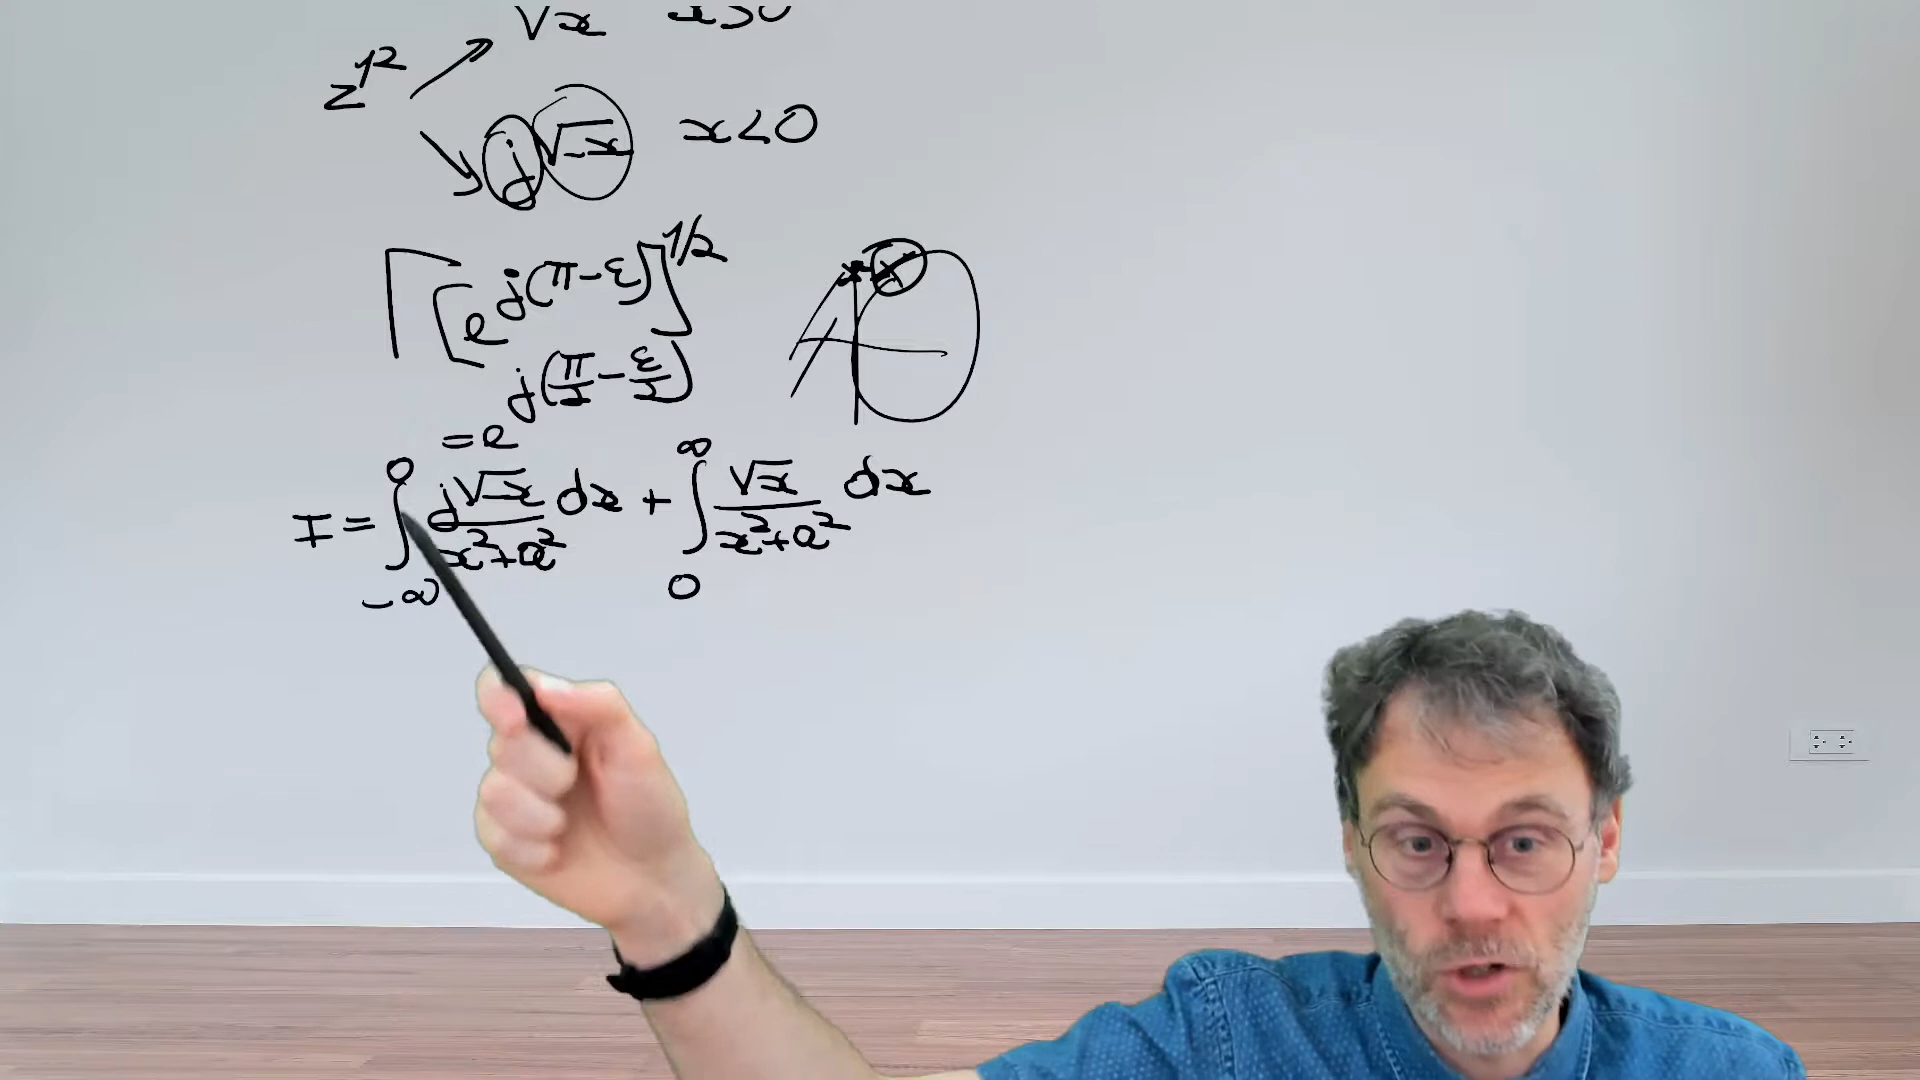 √x x>0
z^1/2
j √-x x<0
[e^j(π-ε)]^1/2
= e^j(π/2 - ε/2)
I = ∫_{-∞}^{0} j√-x / (x²+a²) dx + ∫_{0}^{∞} √x / (x²+a²) dx